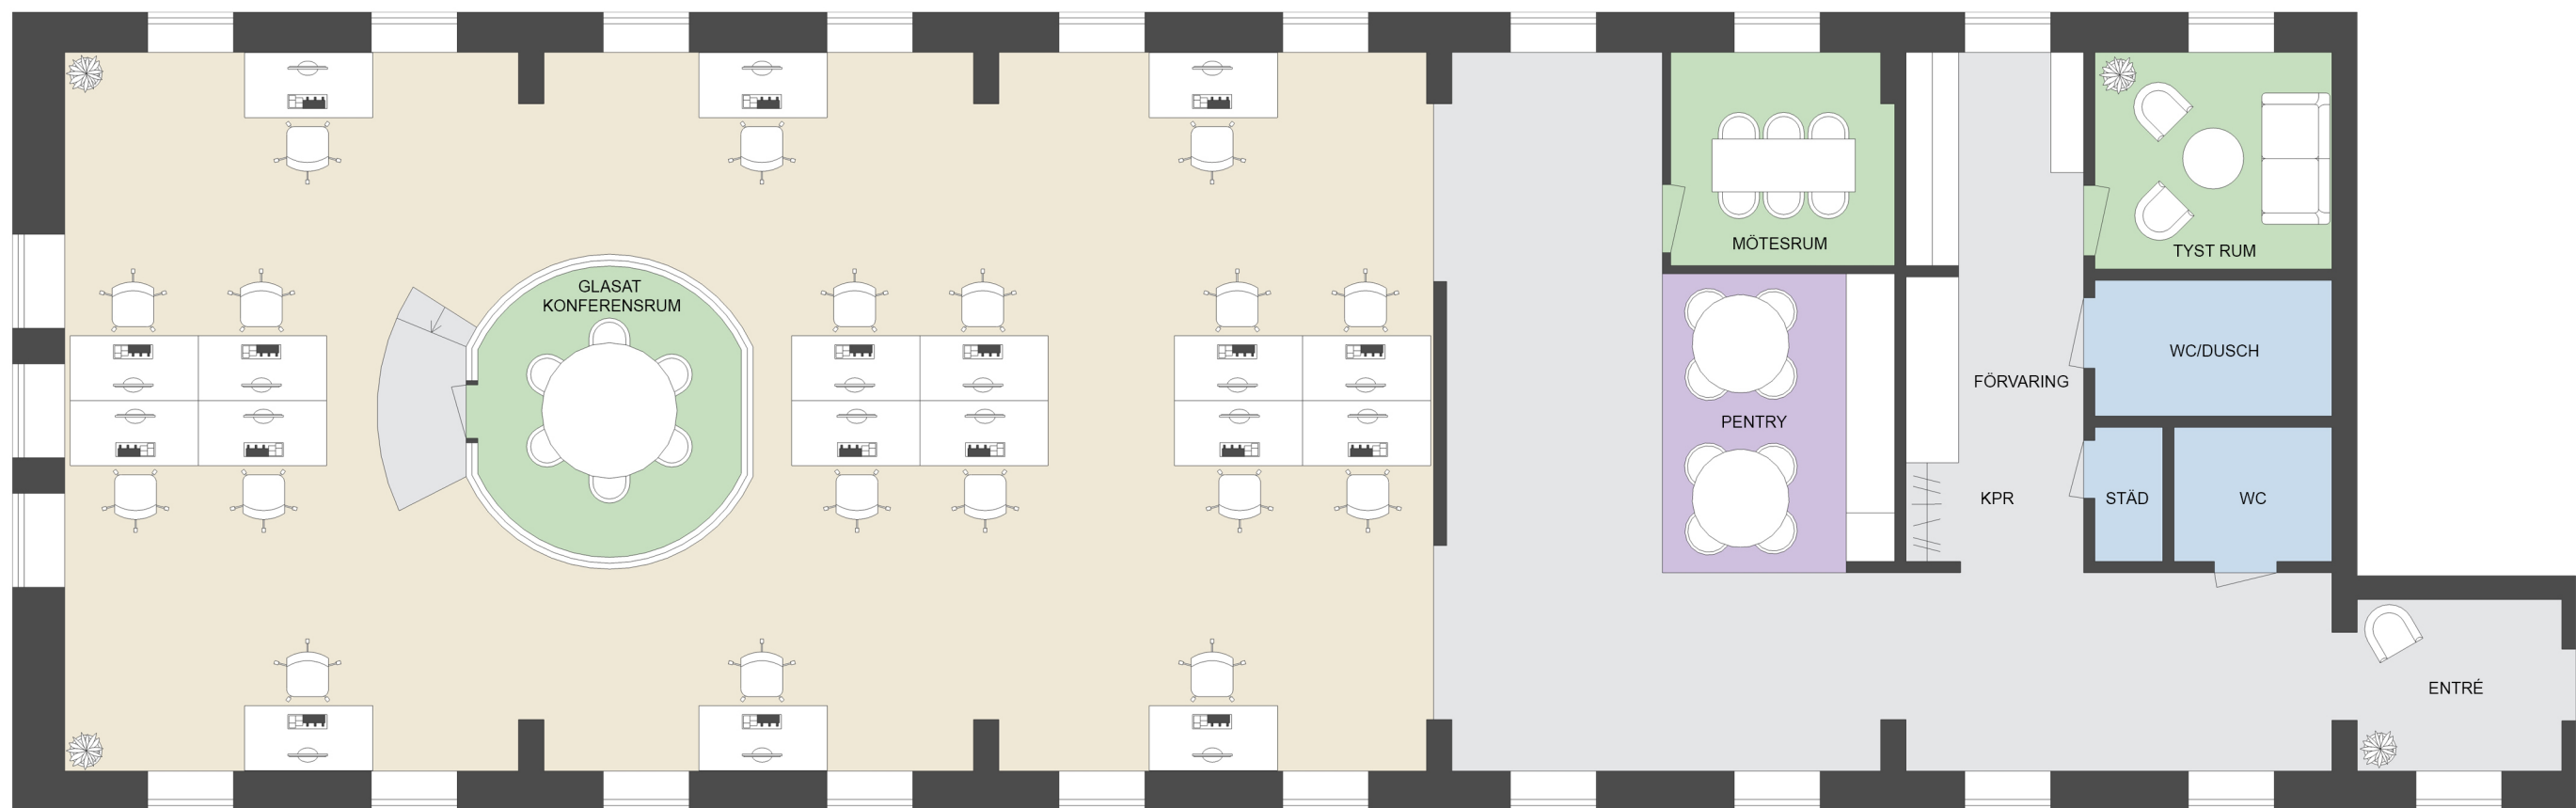 GLASAT
KONFERENSRUM
MÖTESRUM
TYST RUM
WC/DUSCH
FÖRVARING
PENTRY
KPR
STÄD
WC
ENTRÉ